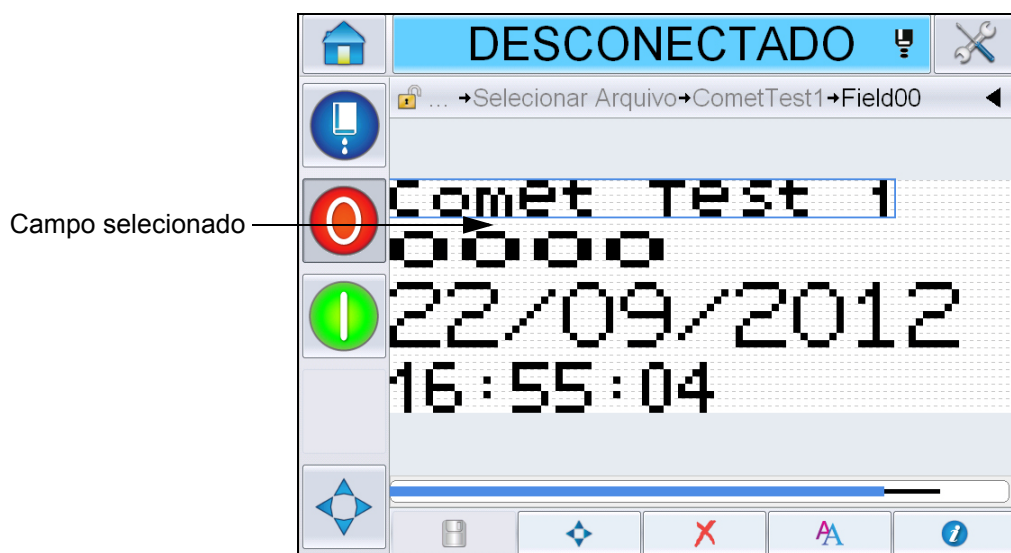 DESCONECTADO
... →Selecionar Arquivo→CometTest1→Field00
Campo selecionado
Comet Test 1
0000
22/09/2012
16:55:04